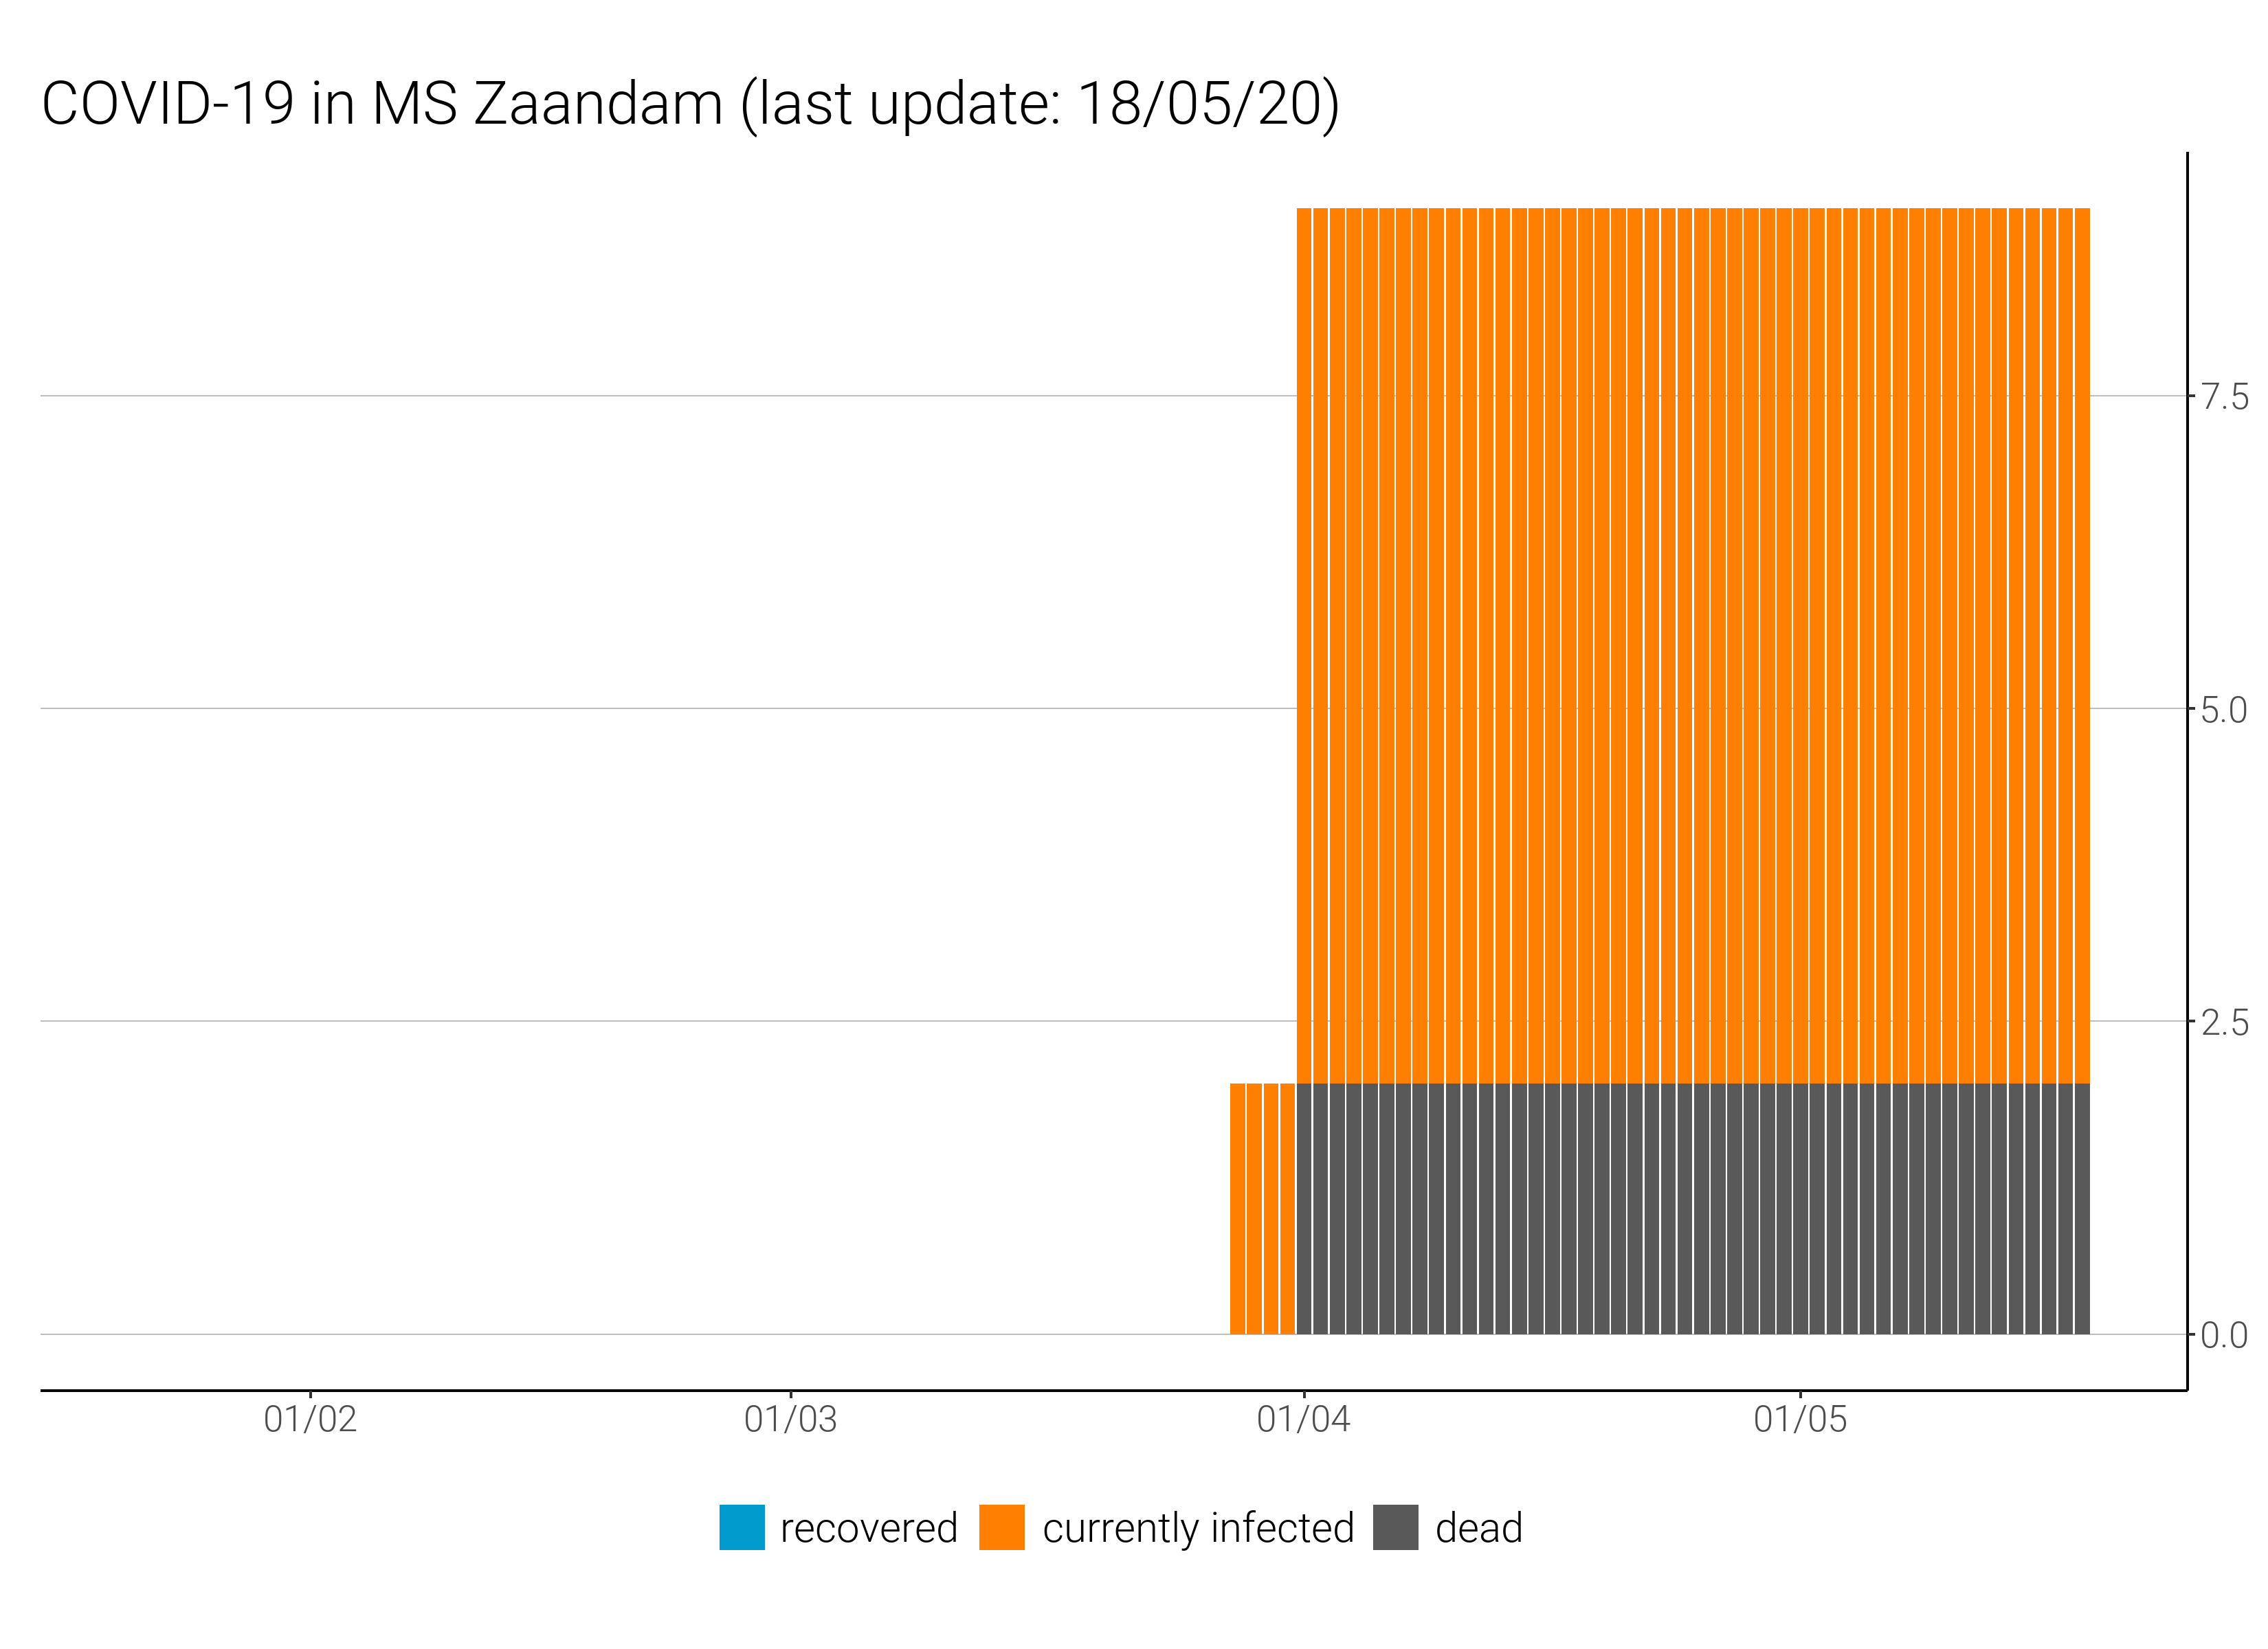 COVID-19 in MS Zaandam (last update: 18/05/20)
7.5
5.0
2.5
0.0
01/02 01/03 01/04 01/05
recovered currently infected dead